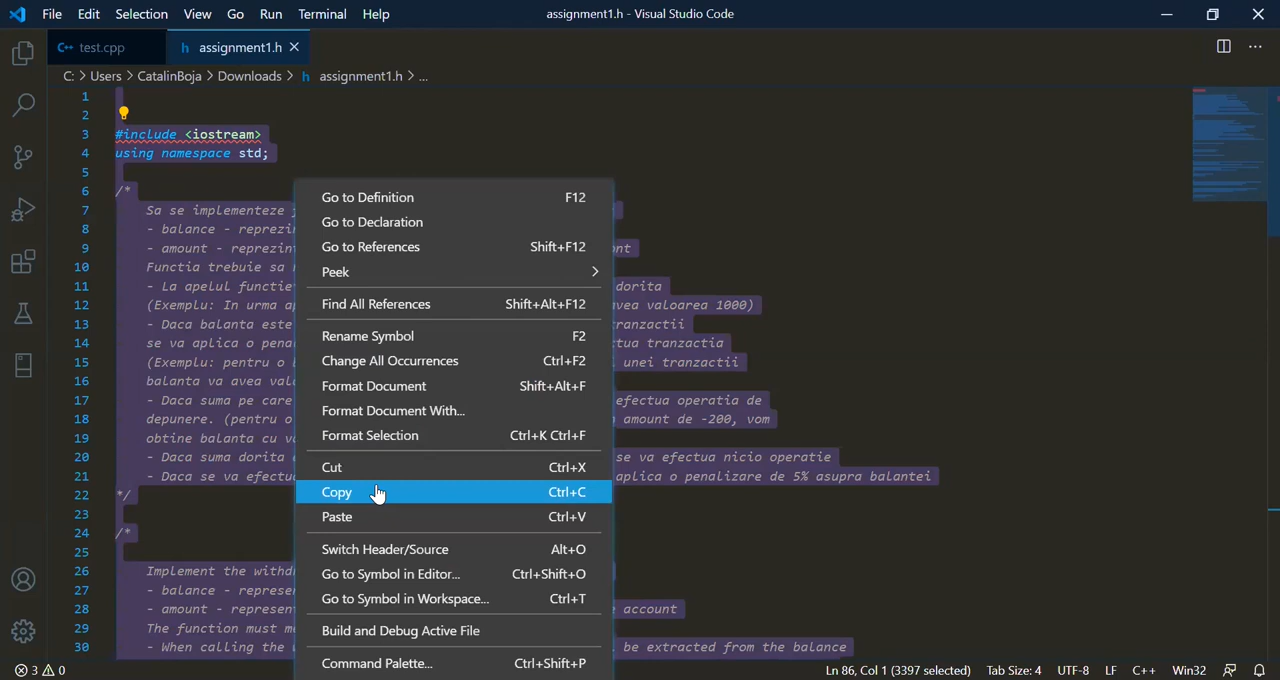 File Edit Selection View Go Run Terminal Help assignment1.h - Visual Studio Code
C++ test.cpp h assignment1.h
C: > Users > CatalinBoja > Downloads > h assignment1.h > ...
1
2
3 #include <iostream>
4 using namespace std;
5
6 /*
7 Sa se implementeze
8 - balance - reprezi
9 - amount - reprezin nt
10 Functia trebuie sa
11 - La apelul functie dorita
12 (Exemplu: In urma a avea valoarea 1000)
13 - Daca balanta este ranzactii
14 se va aplica o pena tua tranzactia
15 (Exemplu: pentru o unei tranzactii
16 balanta va avea val
17 - Daca suma pe care efectua operatia de
18 depunere. (pentru o amount de -200, vom
19 obtine balanta cu v
20 - Daca suma dorita se va efectua nicio operatie
21 - Daca se va efectu aplica o penalizare de 5% asupra balantei
22 */
23
24 /*
25
26 Implement the withd
27 - balance - represe
28 - amount - represent e account
29 The function must m
30 - When calling the be extracted from the balance
Go to Definition F12
Go to Declaration
Go to References Shift+F12
Peek >
Find All References Shift+Alt+F12
Rename Symbol F2
Change All Occurrences Ctrl+F2
Format Document Shift+Alt+F
Format Document With...
Format Selection Ctrl+K Ctrl+F
Cut Ctrl+X
Copy Ctrl+C
Paste Ctrl+V
Switch Header/Source Alt+O
Go to Symbol in Editor... Ctrl+Shift+O
Go to Symbol in Workspace... Ctrl+T
Build and Debug Active File
Command Palette... Ctrl+Shift+P
3 0 Ln 86, Col 1 (3397 selected) Tab Size: 4 UTF-8 LF C++ Win32